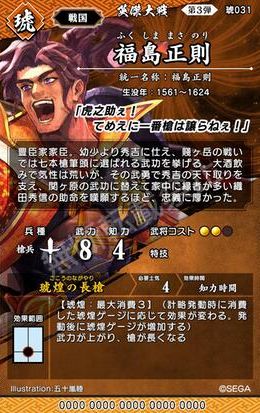 琥
戦国
英傑大戦
第3弾
琥031
ふくしま まさのり
福島正則
統一名称:福島正則
生没年:1561～1624
「虎之助ぇ!
てめえに一番槍は譲らねぇ!」
豊臣家家臣。幼少より秀吉に仕え、賤ヶ岳の戦い
では七本槍筆頭に選ばれる武功を挙げる。大酒飲
みで気性は荒いが、その武勇で秀吉の天下取りを
支え、関ヶ原の武功に替えて家中に縁者が多い織
田秀信の助命を嘆願するほど、忠義に厚かった。
兵種 武力 知力 武将コスト
槍兵 8 4 特技
こごうのながやり
琥煌の長槍
必要士気 4
効果時間 知力時間
効果範囲
【琥煌:最大消費3】(計略発動時に消費
した琥煌ゲージに応じて効果が変わる。発
動後に琥煌ゲージが増加する)
武力が上がり、槍が長くなる
Illustration:五十嵐睦
©SEGA
0000 0000 0000 0000 0000